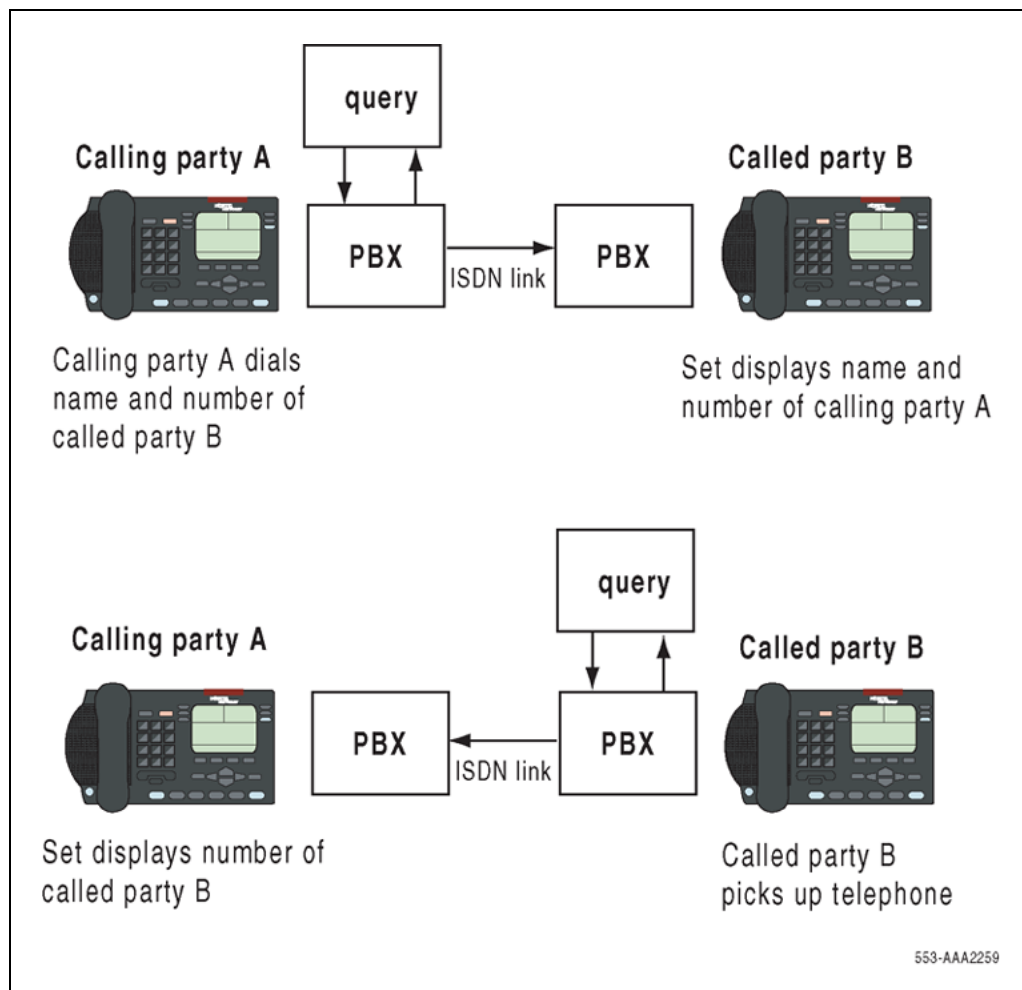 query
Calling party A
Called party B
PBX
ISDN link
PBX
Calling party A dials
name and number of
called party B
Set displays name and
number of calling party A
query
Calling party A
Called party B
PBX
ISDN link
PBX
Set displays number of
called party B
Called party B
picks up telephone
553-AAA2259